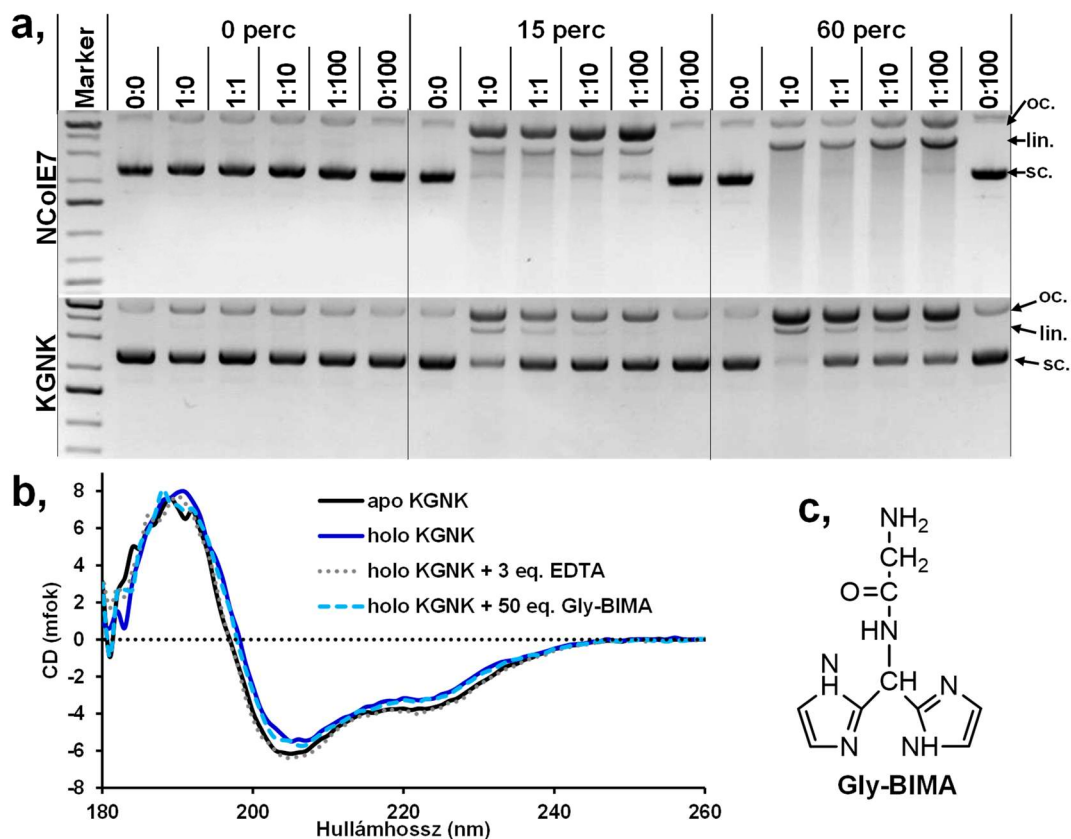 a,
0 perc 15 perc 60 perc
Marker 0:0 1:0 1:1 1:10 1:100 0:100 0:0 1:0 1:1 1:10 1:100 0:100 0:0 1:0 1:1 1:10 1:100 0:100
NColE7
oc.
lin.
sc.
KGNK
oc.
lin.
sc.
b,
CD (mfok)
8
6
4
2
0
-2
-4
-6
-8
180 200 220 240 260
Hullámhossz (nm)
apo KGNK
holo KGNK
holo KGNK + 3 eq. EDTA
holo KGNK + 50 eq. Gly-BIMA
c,
NH2
CH2
O=C
HN
CH
N
H
N
N
NH
Gly-BIMA